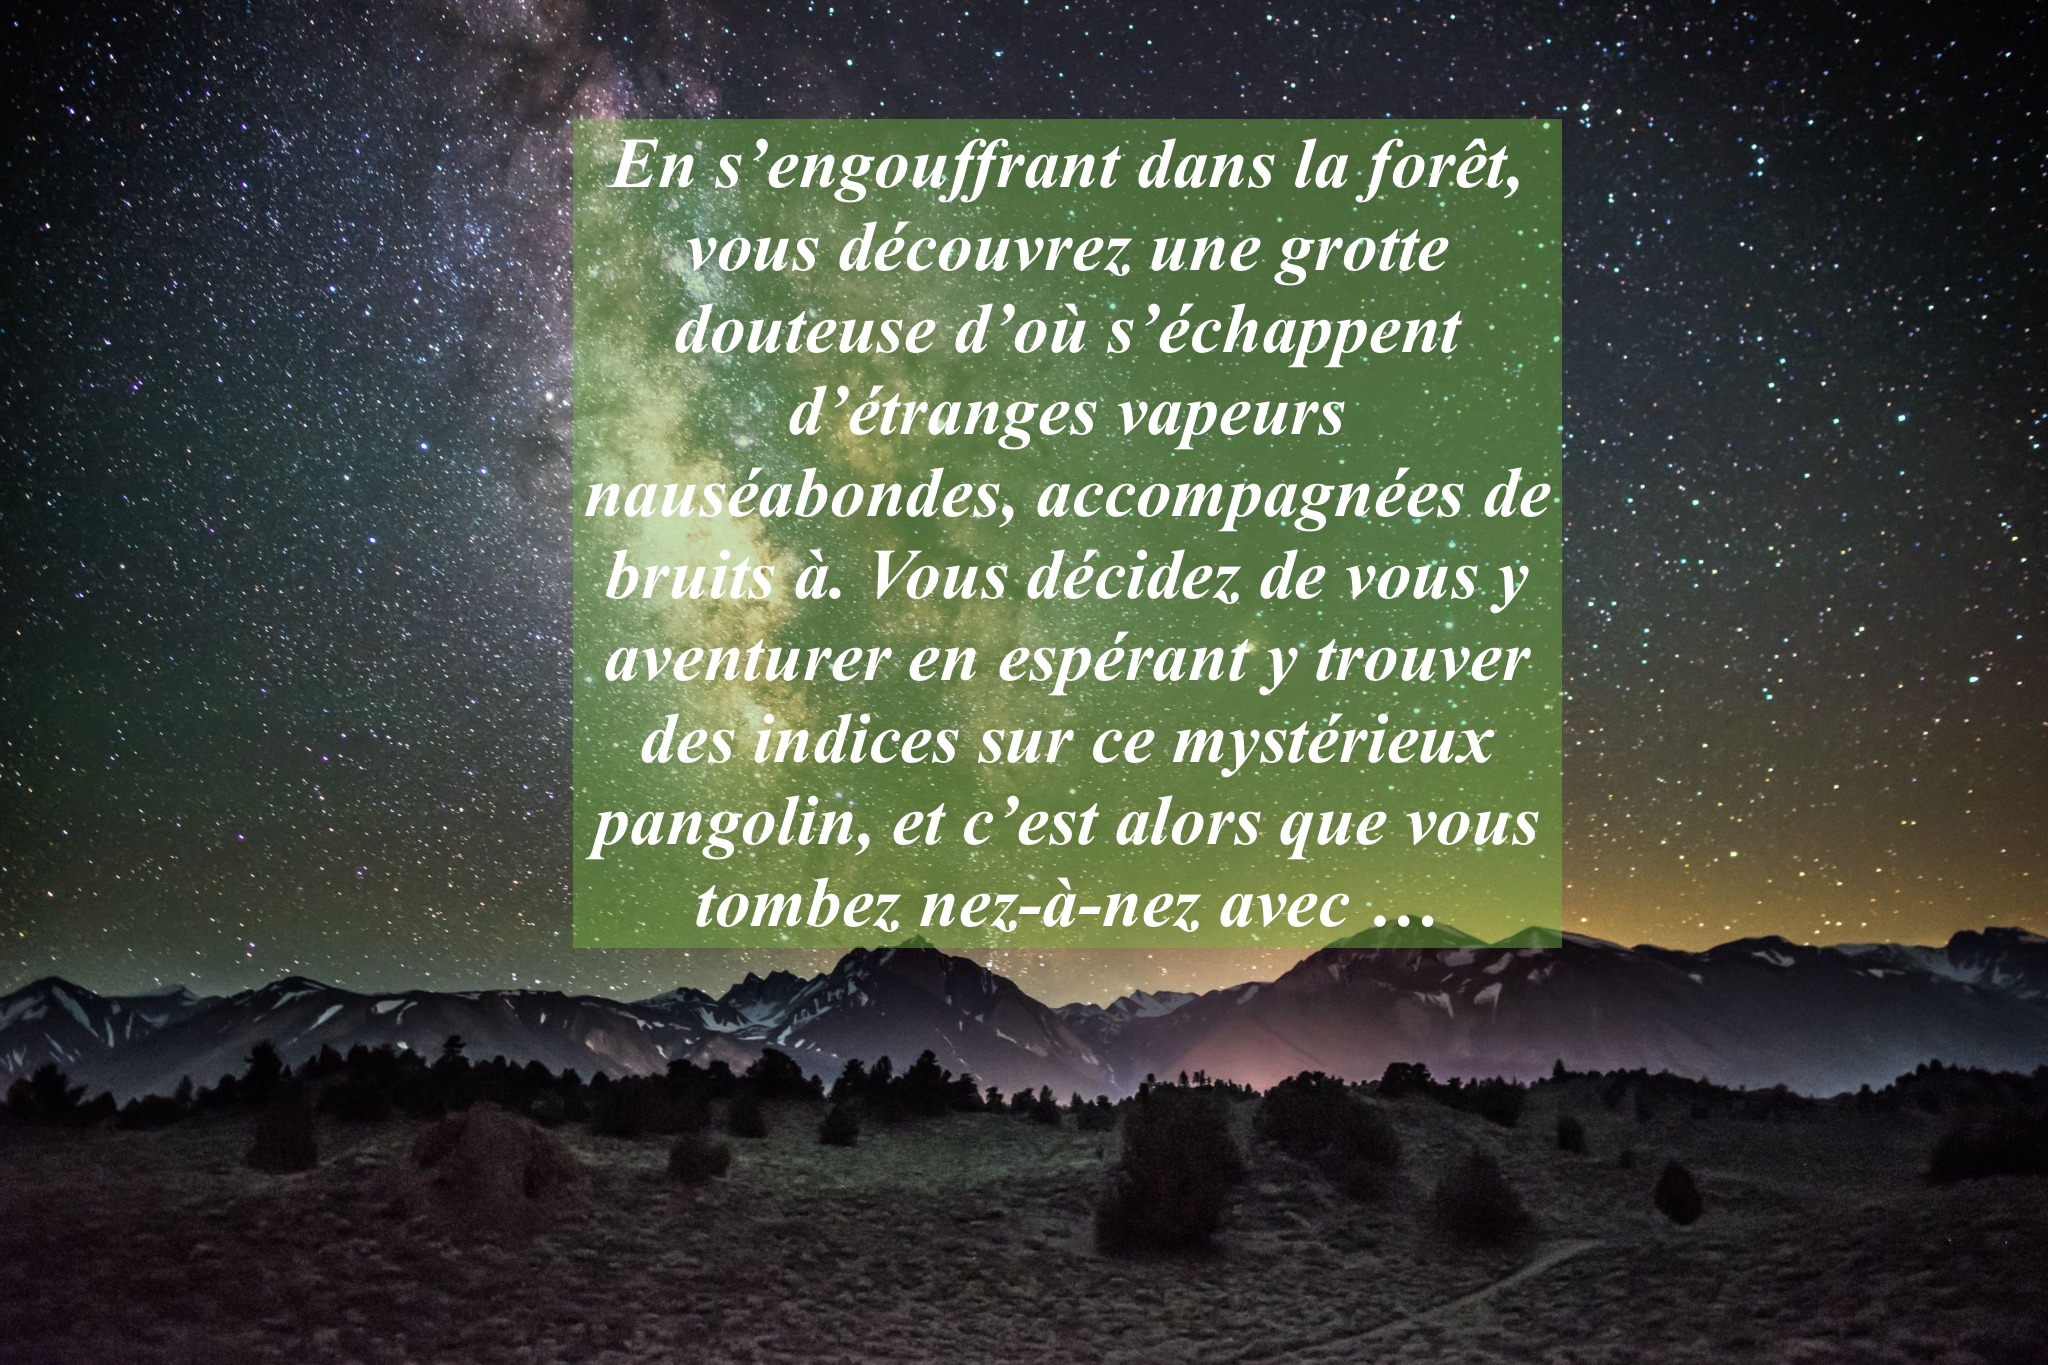 En s’engouffrant dans la forêt,
vous découvrez une grotte
douteuse d’où s’échappent
d’étranges vapeurs
nauséabondes, accompagnées de
bruits à. Vous décidez de vous y
aventurer en espérant y trouver
des indices sur ce mystérieux
pangolin, et c’est alors que vous
tombez nez-à-nez avec …